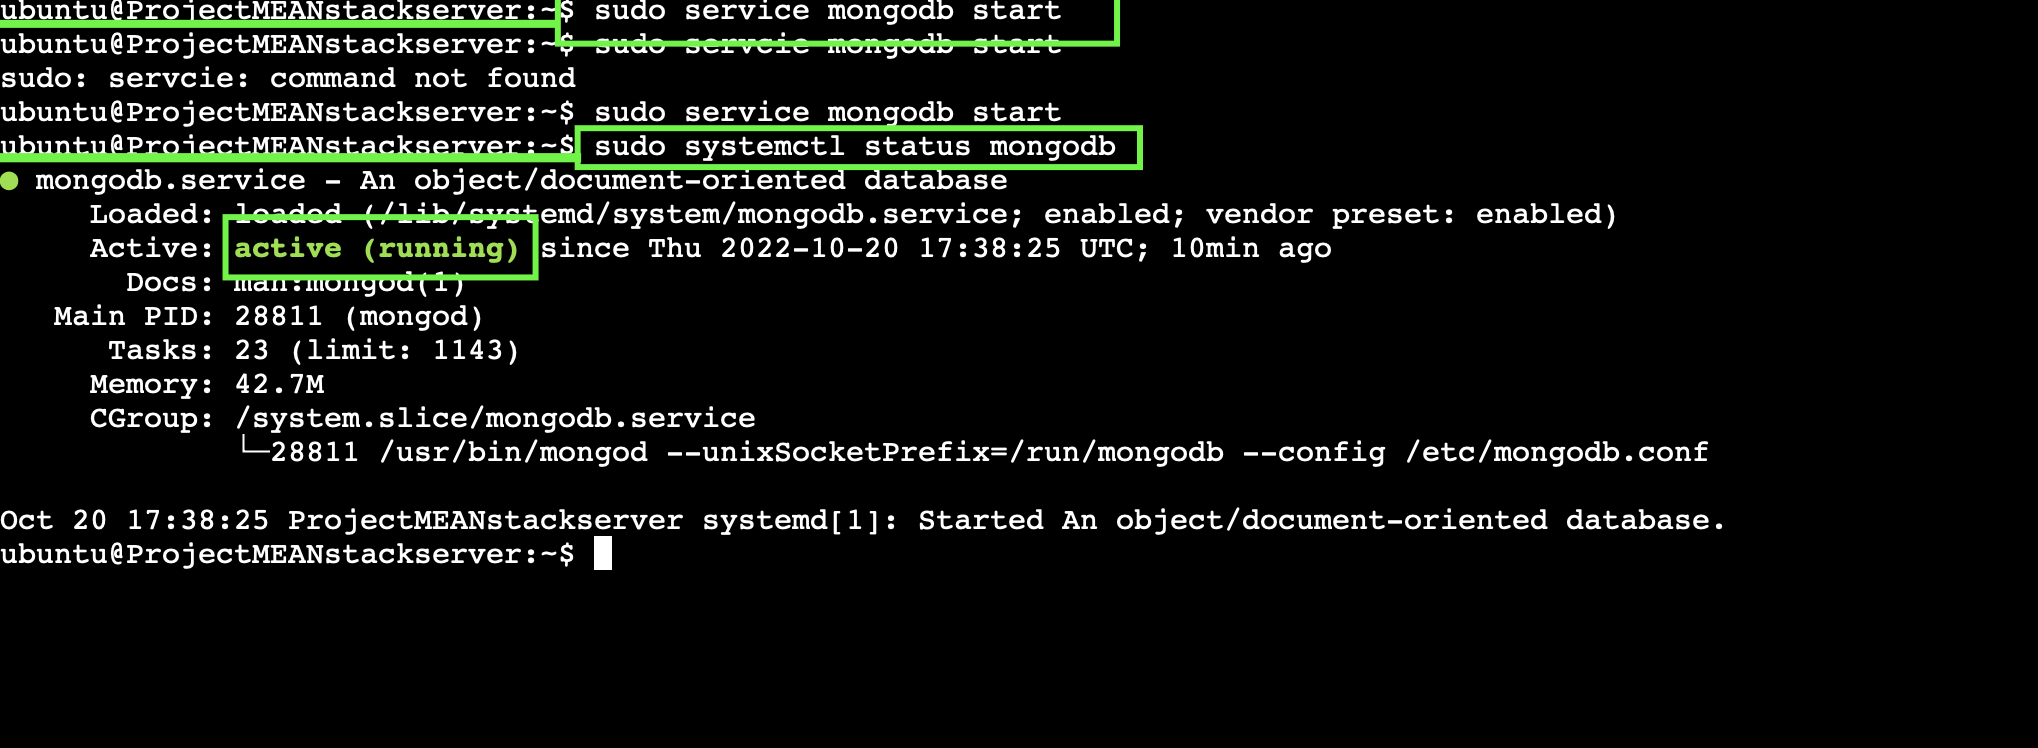 ubuntu@ProjectMEANstackserver:~$ sudo service mongodb start
ubuntu@ProjectMEANstackserver:~$ sudo servcie mongodb start
sudo: servcie: command not found
ubuntu@ProjectMEANstackserver:~$ sudo service mongodb start
ubuntu@ProjectMEANstackserver:~$ sudo systemctl status mongodb
● mongodb.service - An object/document-oriented database
     Loaded: loaded (/lib/systemd/system/mongodb.service; enabled; vendor preset: enabled)
     Active: active (running) since Thu 2022-10-20 17:38:25 UTC; 10min ago
       Docs: man:mongod(1)
   Main PID: 28811 (mongod)
      Tasks: 23 (limit: 1143)
     Memory: 42.7M
     CGroup: /system.slice/mongodb.service
             └─28811 /usr/bin/mongod --unixSocketPrefix=/run/mongodb --config /etc/mongodb.conf
Oct 20 17:38:25 ProjectMEANstackserver systemd[1]: Started An object/document-oriented database.
ubuntu@ProjectMEANstackserver:~$